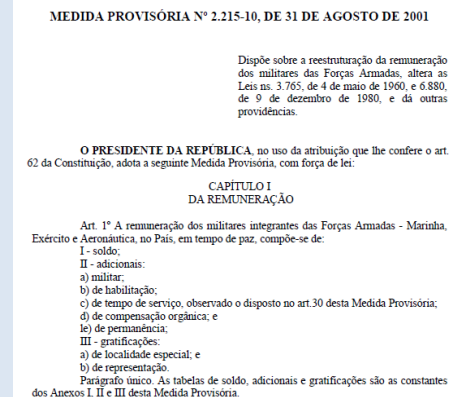 MEDIDA PROVISÓRIA Nº 2.215-10, DE 31 DE AGOSTO DE 2001
Dispõe sobre a reestruturação da remuneração
dos militares das Forças Armadas, altera as
Leis ns. 3.765, de 4 de maio de 1960, e 6.880,
de 9 de dezembro de 1980, e dá outras
providências.
O PRESIDENTE DA REPÚBLICA, no uso da atribuição que lhe confere o art.
62 da Constituição, adota a seguinte Medida Provisória, com força de lei:
CAPÍTULO I
DA REMUNERAÇÃO
Art. 1º A remuneração dos militares integrantes das Forças Armadas - Marinha,
Exército e Aeronáutica, no País, em tempo de paz, compõe-se de:
I - soldo;
II - adicionais:
a) militar;
b) de habilitação;
c) de tempo de serviço, observado o disposto no art.30 desta Medida Provisória;
d) de compensação orgânica; e
le) de permanência;
III - gratificações:
a) de localidade especial; e
b) de representação.
Parágrafo único. As tabelas de soldo, adicionais e gratificações são as constantes
dos Anexos I, II e III desta Medida Provisória.